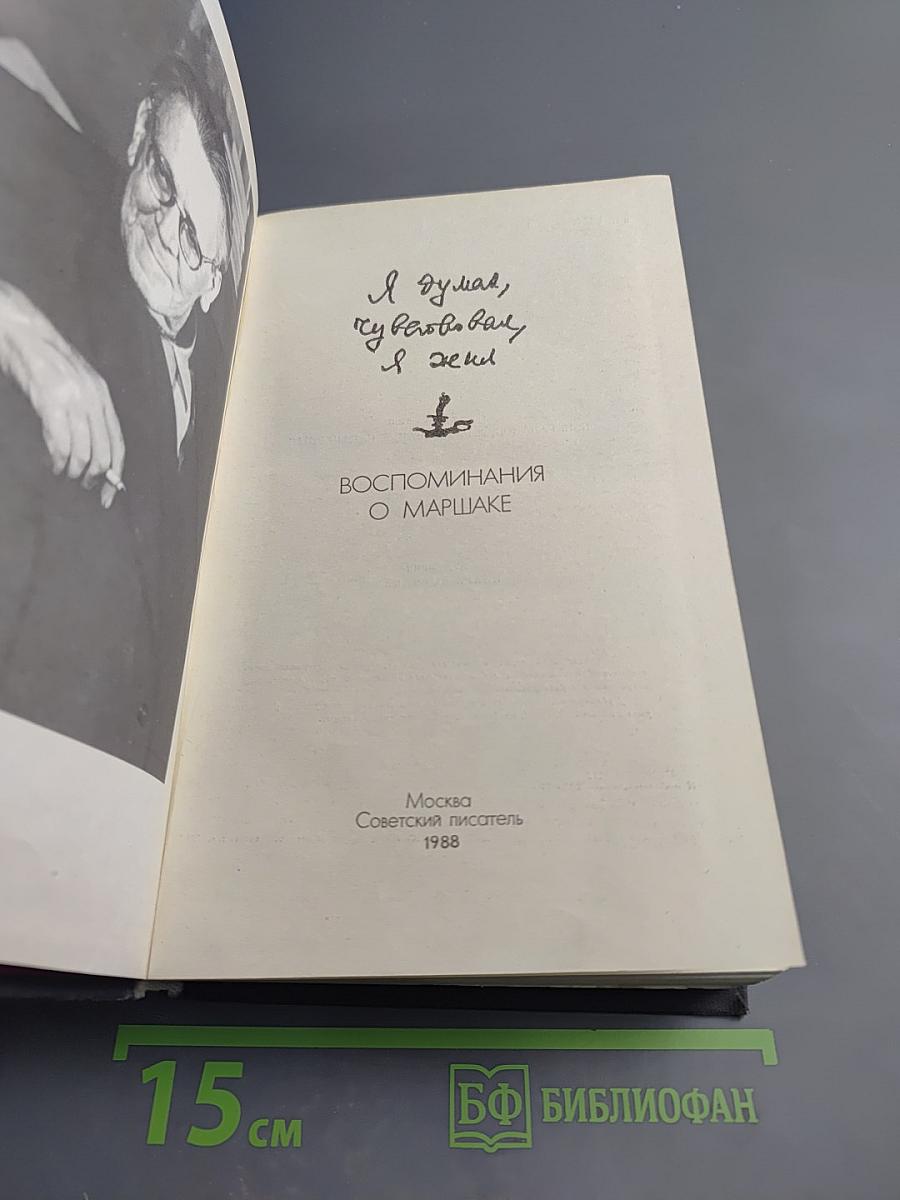 Я думал,
чувствовал,
я жил
ВОСПОМИНАНИЯ
О МАРШАКЕ
Москва
Советский писатель
1988
15 см
БФ БИБЛИОФАН